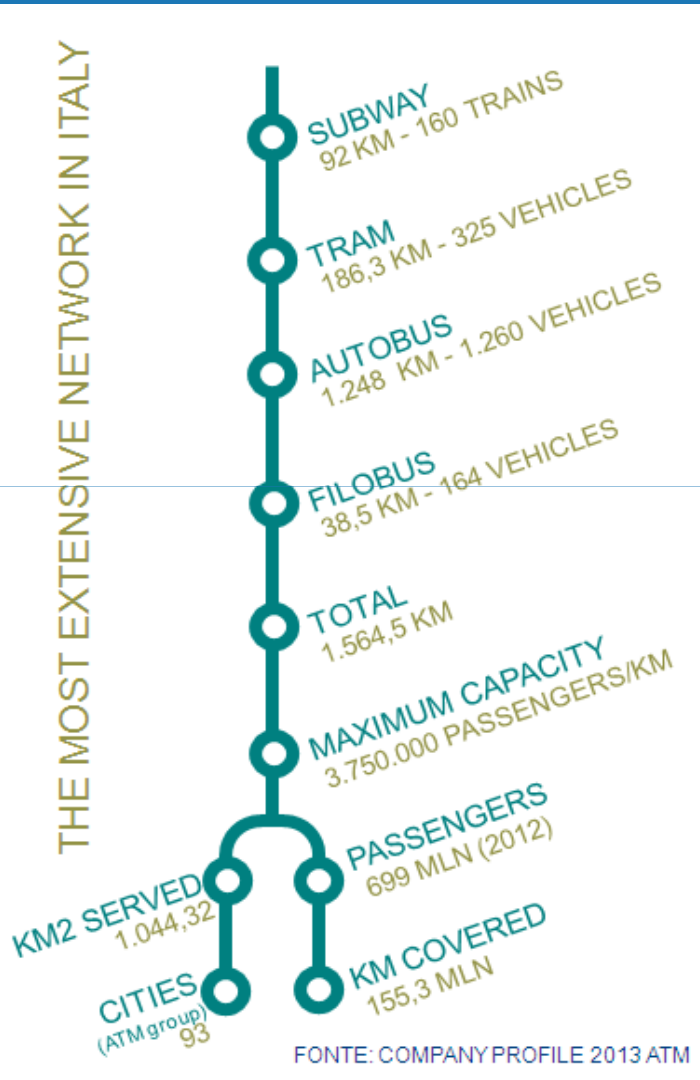 THE MOST EXTENSIVE NETWORK IN ITALY
SUBWAY
92 KM - 160 TRAINS
TRAM
186,3 KM - 325 VEHICLES
AUTOBUS
1.248 KM - 1.260 VEHICLES
FILOBUS
38,5 KM - 164 VEHICLES
TOTAL
1.564,5 KM
MAXIMUM CAPACITY
3.750.000 PASSENGERS/KM
PASSENGERS
699 MLN (2012)
KM2 SERVED
1.044,32
KM COVERED
155,3 MLN
CITIES
(ATM group)
93
FONTE: COMPANY PROFILE 2013 ATM